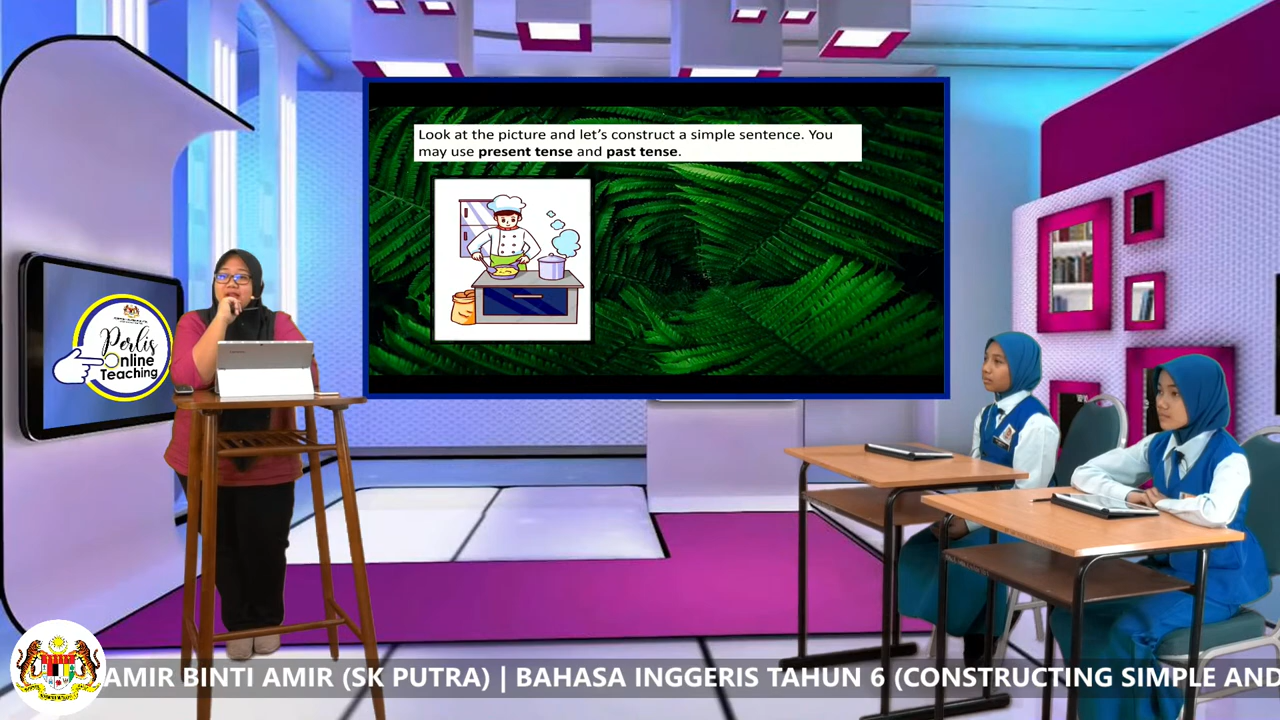 Look at the picture and let's construct a simple sentence. You
may use present tense and past tense.
Perlis
Online
Teaching
AMIR BINTI AMIR (SK PUTRA) | BAHASA INGGERIS TAHUN 6 (CONSTRUCTING SIMPLE AND